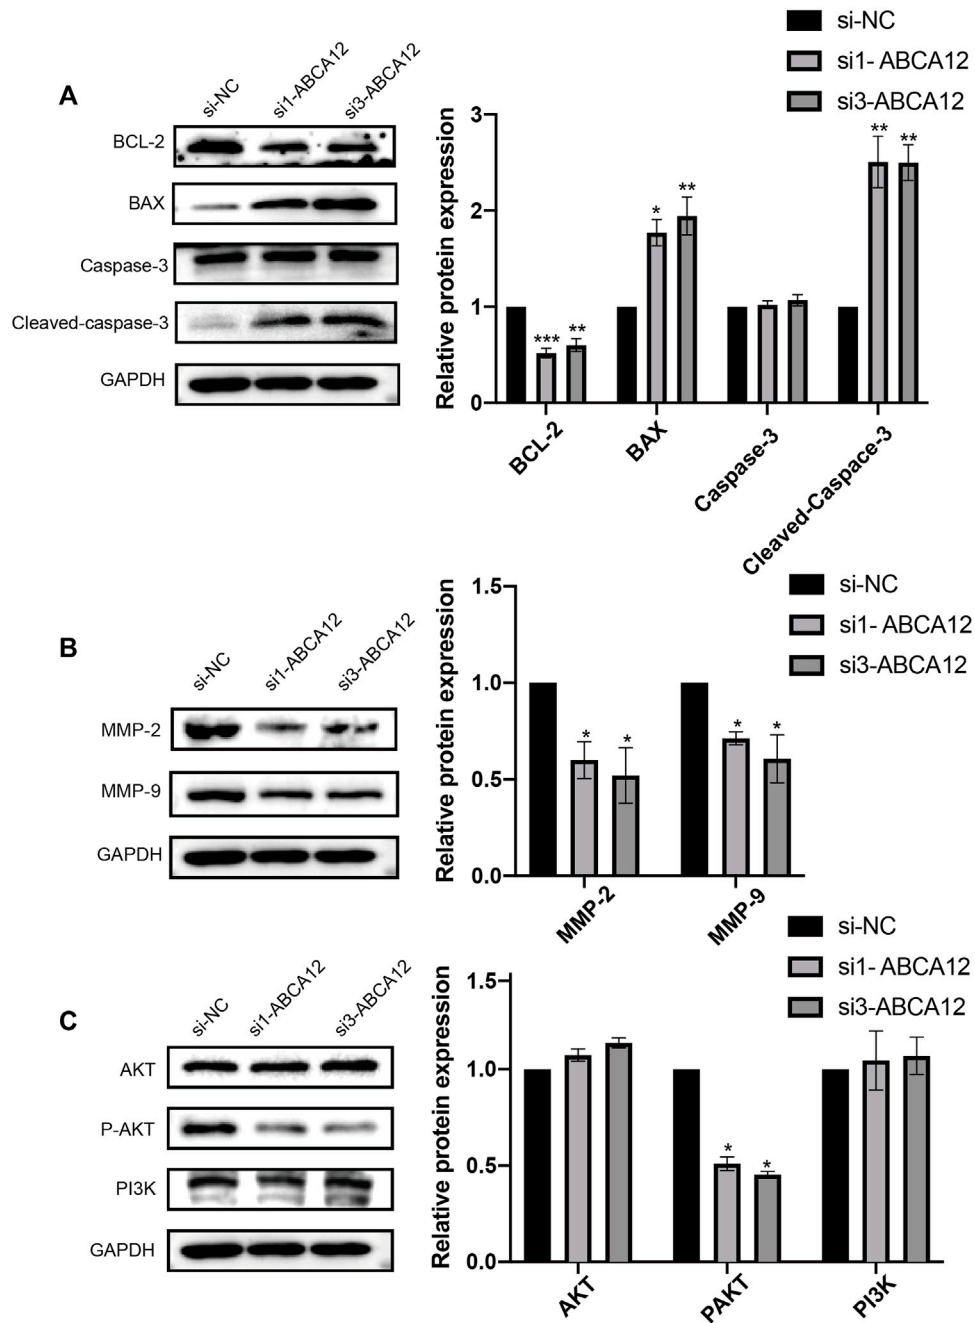 A
si-NC
si1-ABCA12
si3-ABCA12
BCL-2
BAX
Caspase-3
Cleaved-caspase-3
GAPDH
si-NC
si1- ABCA12
si3-ABCA12
Relative protein expression
3
2
1
0
***
**
*
**
**
**
BCL-2
BAX
Caspase-3
Cleaved-Caspace-3
B
si-NC
si1-ABCA12
si3-ABCA12
MMP-2
MMP-9
GAPDH
si-NC
si1- ABCA12
si3-ABCA12
Relative protein expression
1.5
1.0
0.5
0.0
*
*
*
*
MMP-2
MMP-9
C
si-NC
si1-ABCA12
si3-ABCA12
AKT
P-AKT
PI3K
GAPDH
si-NC
si1- ABCA12
si3-ABCA12
Relative protein expression
1.5
1.0
0.5
0.0
*
*
AKT
PAKT
PI3K